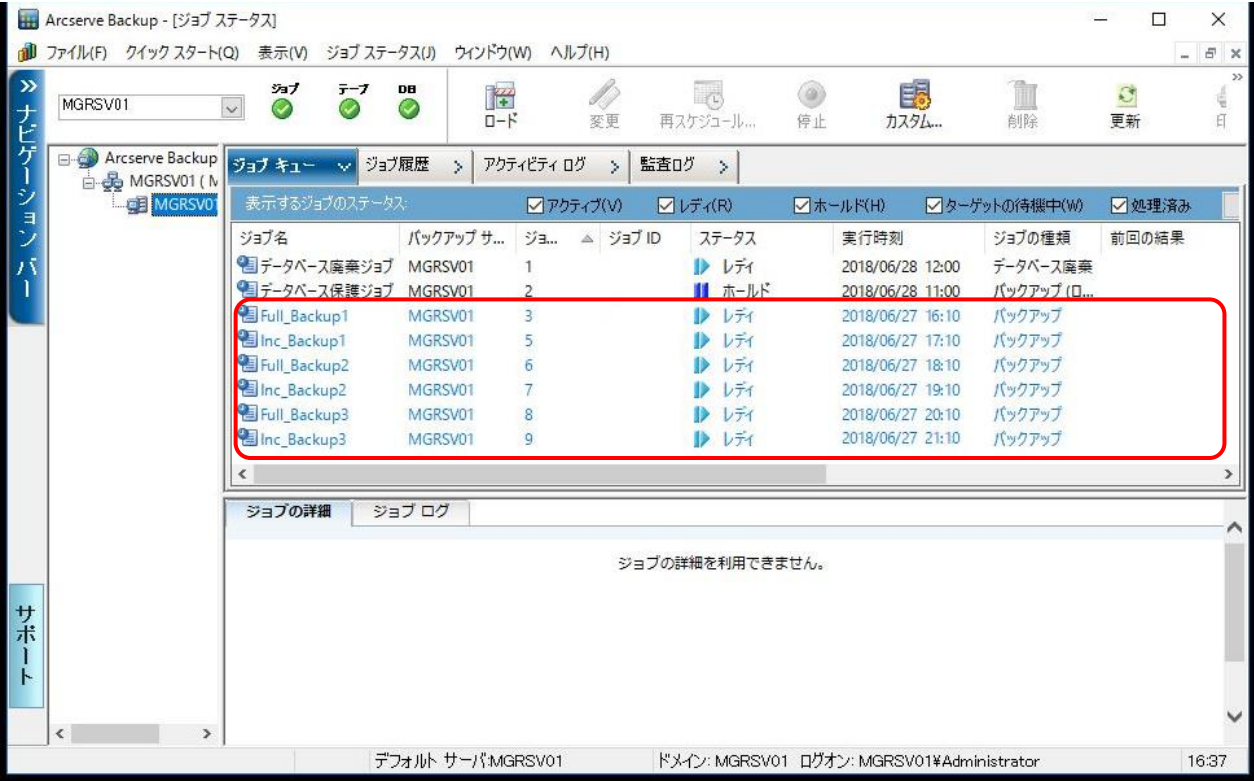 Arcserve Backup - [ジョブ ステータス]
ファイル(F) クイック スタート(Q) 表示(V) ジョブ ステータス(J) ウィンドウ(W) ヘルプ(H)
MGRSV01 ジョブ テープ DB ロード 変更 再スケジュール... 停止 カスタム... 削除 更新
ナビゲーション バー
Arcserve Backup
MGRSV01 (
MGRSV01
ジョブ キュー ジョブ履歴 アクティビティ ログ 監査ログ
表示するジョブのステータス: アクティブ(V) レディ(R) ホールド(H) ターゲットの待機中(W) 処理済み
ジョブ名 バックアップ サ... ジョ... ジョブ ID ステータス 実行時刻 ジョブの種類 前回の結果
データベース廃棄ジョブ MGRSV01 1 レディ 2018/06/28 12:00 データベース廃棄
データベース保護ジョブ MGRSV01 2 ホールド 2018/06/28 11:00 バックアップ (ロ...
Full_Backup1 MGRSV01 3 レディ 2018/06/27 16:10 バックアップ
Inc_Backup1 MGRSV01 5 レディ 2018/06/27 17:10 バックアップ
Full_Backup2 MGRSV01 6 レディ 2018/06/27 18:10 バックアップ
Inc_Backup2 MGRSV01 7 レディ 2018/06/27 19:10 バックアップ
Full_Backup3 MGRSV01 8 レディ 2018/06/27 20:10 バックアップ
Inc_Backup3 MGRSV01 9 レディ 2018/06/27 21:10 バックアップ
ジョブの詳細 ジョブ ログ
ジョブの詳細を利用できません。
サポート
デフォルト サーバ:MGRSV01 ドメイン: MGRSV01 ログオン: MGRSV01¥Administrator 16:37